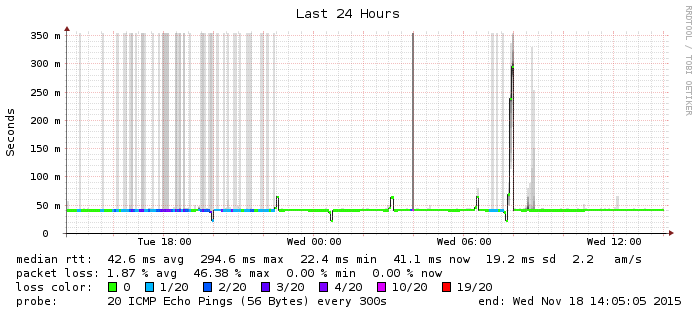 Last 24 Hours
RRDTOOL / TOBI OETIKER
Seconds
350 m
300 m
250 m
200 m
150 m
100 m
50 m
0
Tue 18:00 Wed 00:00 Wed 06:00 Wed 12:00
median rtt: 42.6 ms avg 294.6 ms max 22.4 ms min 41.1 ms now 19.2 ms sd 2.2 am/s
packet loss: 1.87 % avg 46.38 % max 0.00 % min 0.00 % now
loss color: 0 1/20 2/20 3/20 4/20 10/20 19/20
probe: 20 ICMP Echo Pings (56 Bytes) every 300s end: Wed Nov 18 14:05:05 2015